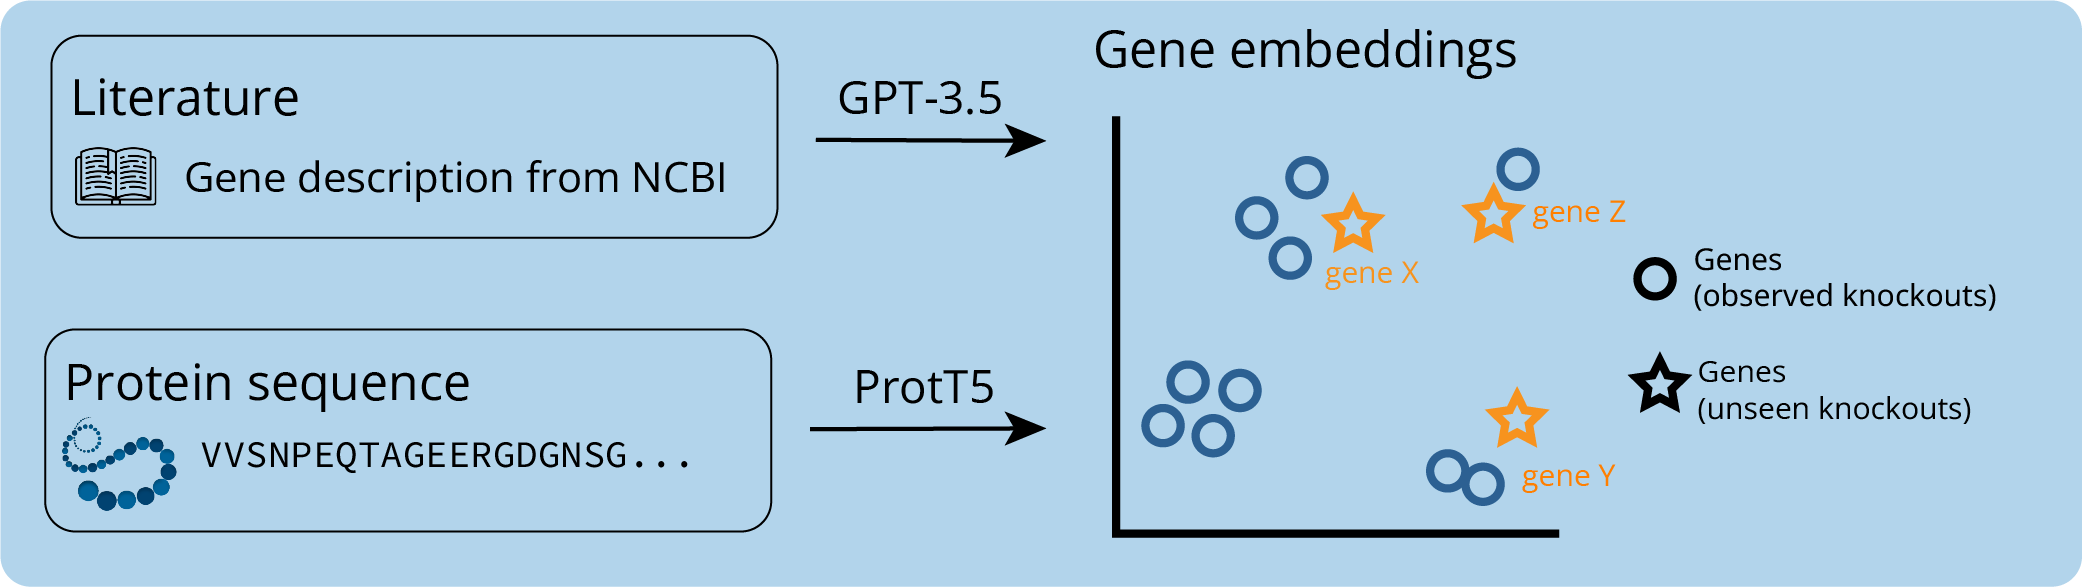 Literature
Gene description from NCBI
GPT-3.5
Protein sequence
VVSNPEQTAGEERGDGNSG...
ProtT5
Gene embeddings
gene X
gene Z
gene Y
Genes
(observed knockouts)
Genes
(unseen knockouts)